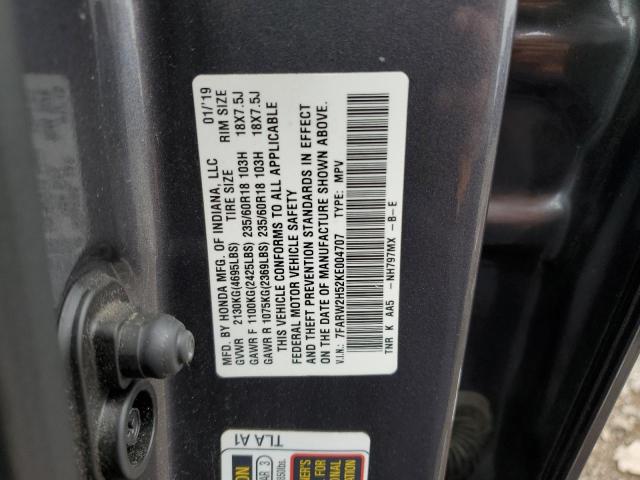 MFD. BY HONDA MFG. OF INDIANA, LLC 01/'19
TIRE SIZE RIM SIZE
GVWR 2130KG(4695LBS)
GAWR F 1100KG(2425LBS) 235/60R18 103H 18X7.5J
GAWR R 1075KG(2369LBS) 235/60R18 103H 18X7.5J
THIS VEHICLE CONFORMS TO ALL APPLICABLE
FEDERAL MOTOR VEHICLE SAFETY
AND THEFT PREVENTION STANDARDS IN EFFECT
ON THE DATE OF MANUFACTURE SHOWN ABOVE.
V.I.N.: 7FARW2H52KE004707 TYPE: MPV
TNR K AA5 -NH797MX -B-E
TLA A1